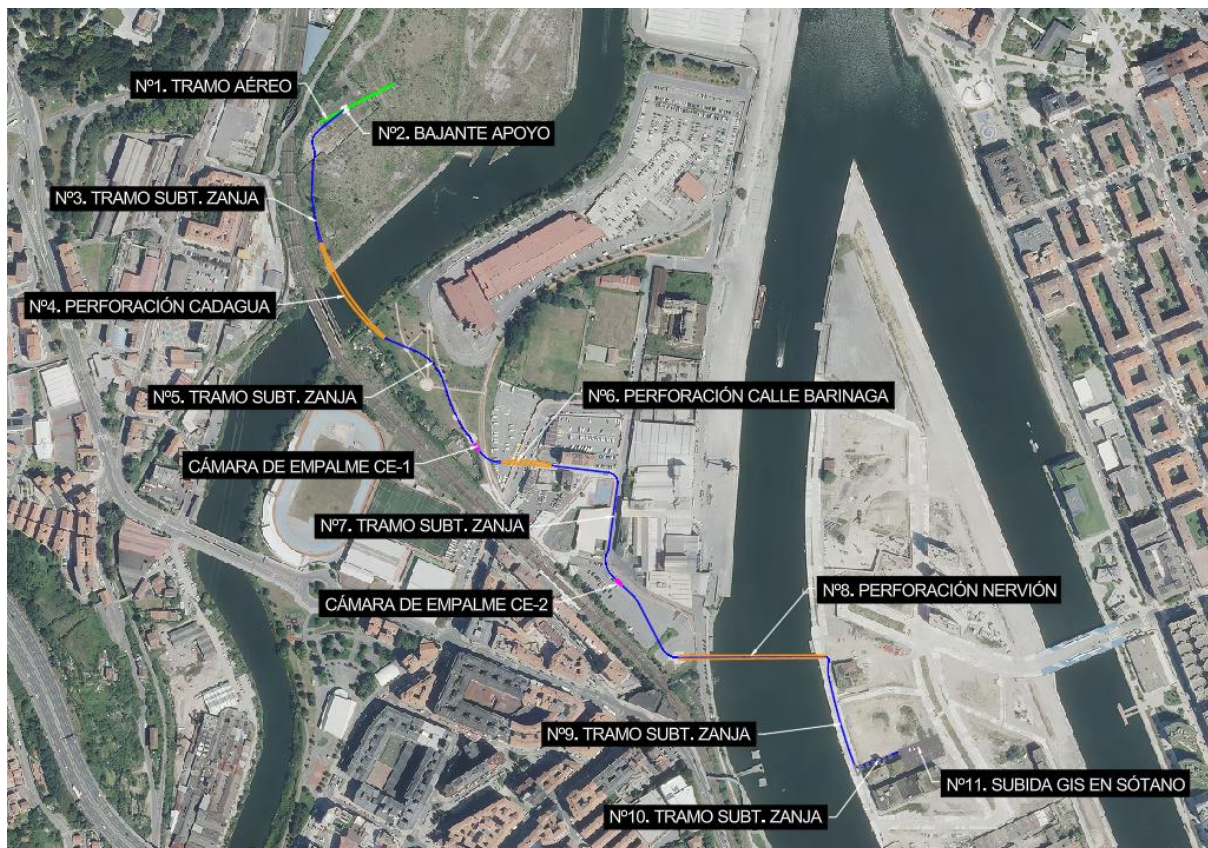 Nº1. TRAMO AÉREO
Nº2. BAJANTE APOYO
Nº3. TRAMO SUBT. ZANJA
Nº4. PERFORACIÓN CADAGUA
Nº5. TRAMO SUBT. ZANJA
Nº6. PERFORACIÓN CALLE BARINAGA
CÁMARA DE EMPALME CE-1
Nº7. TRAMO SUBT. ZANJA
CÁMARA DE EMPALME CE-2
Nº8. PERFORACIÓN NERVIÓN
Nº9. TRAMO SUBT. ZANJA
Nº11. SUBIDA GIS EN SÓTANO
Nº10. TRAMO SUBT. ZANJA